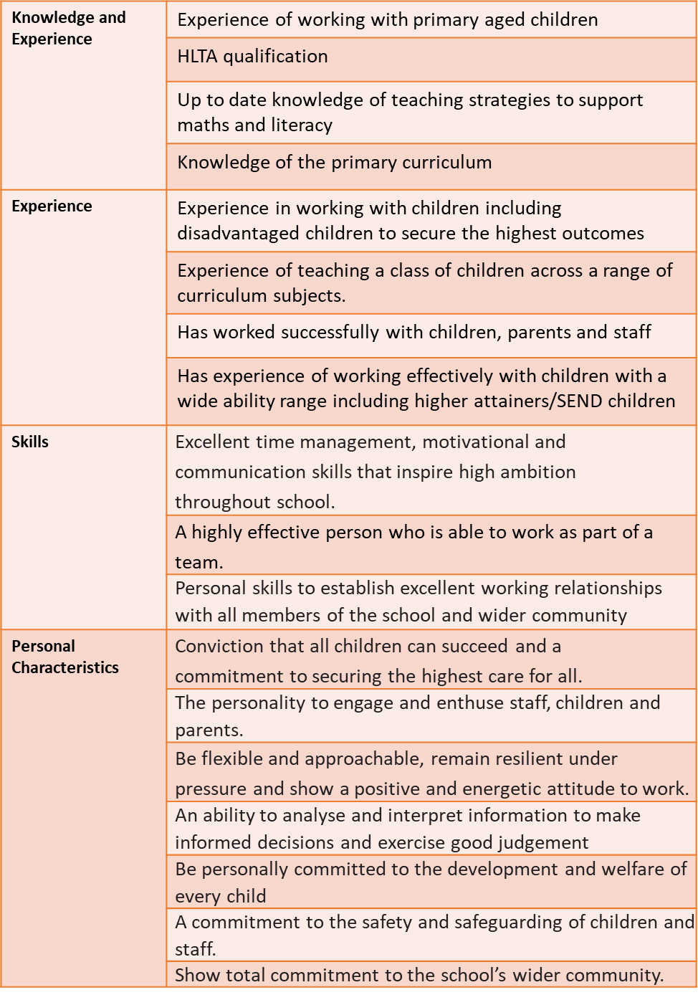 Knowledge and
Experience
Experience of working with primary aged children
HLTA qualification
Up to date knowledge of teaching strategies to support
maths and literacy
Knowledge of the primary curriculum
Experience
Experience in working with children including
disadvantaged children to secure the highest outcomes
Experience of teaching a class of children across a range of
curriculum subjects.
Has worked successfully with children, parents and staff
Has experience of working effectively with children with a
wide ability range including higher attainers/SEND children
Skills
Excellent time management, motivational and
communication skills that inspire high ambition
throughout school.
A highly effective person who is able to work as part of a
team.
Personal skills to establish excellent working relationships
with all members of the school and wider community
Personal
Characteristics
Conviction that all children can succeed and a
commitment to securing the highest care for all.
The personality to engage and enthuse staff, children and
parents.
Be flexible and approachable, remain resilient under
pressure and show a positive and energetic attitude to work.
An ability to analyse and interpret information to make
informed decisions and exercise good judgement
Be personally committed to the development and welfare of
every child
A commitment to the safety and safeguarding of children and
staff.
Show total commitment to the school’s wider community.